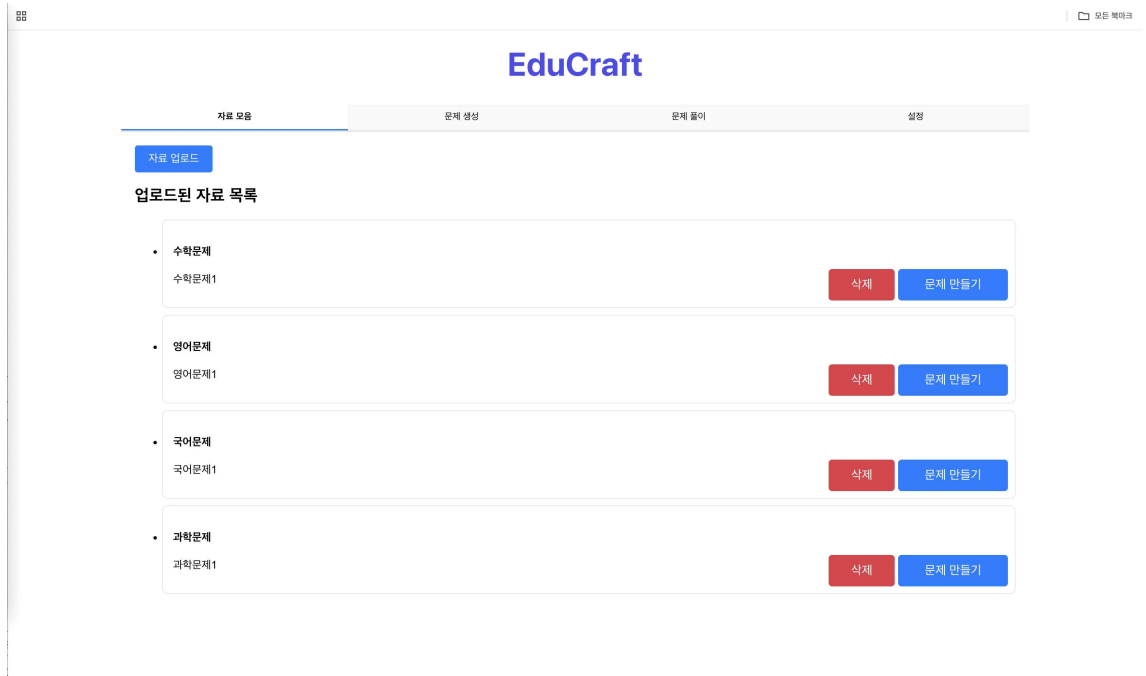 모든 북마크
EduCraft
자료 모음 문제 생성 문제 풀이 설정
자료 업로드
업로드된 자료 목록
수학문제
수학문제1
삭제 문제 만들기
영어문제
영어문제1
삭제 문제 만들기
국어문제
국어문제1
삭제 문제 만들기
과학문제
과학문제1
삭제 문제 만들기